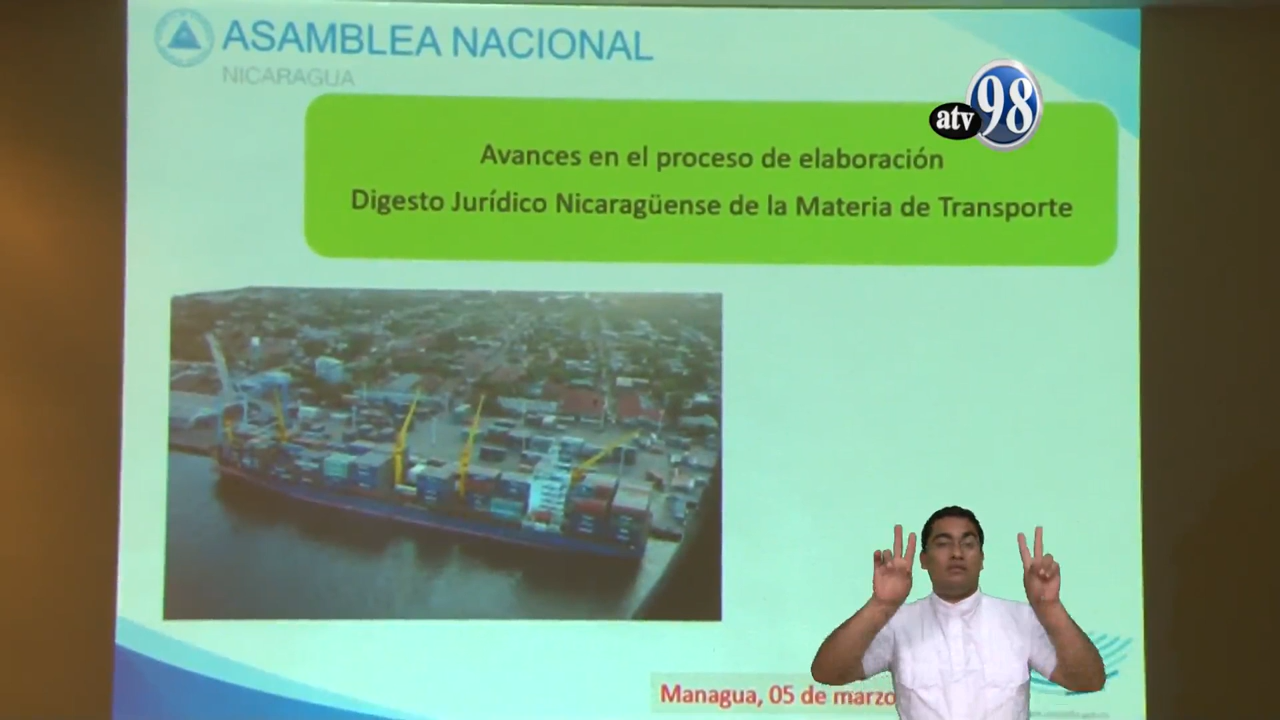 ASAMBLEA NACIONAL
NICARAGUA
atv 98
Avances en el proceso de elaboración
Digesto Jurídico Nicaragüense de la Materia de Transporte
Managua, 05 de marzo